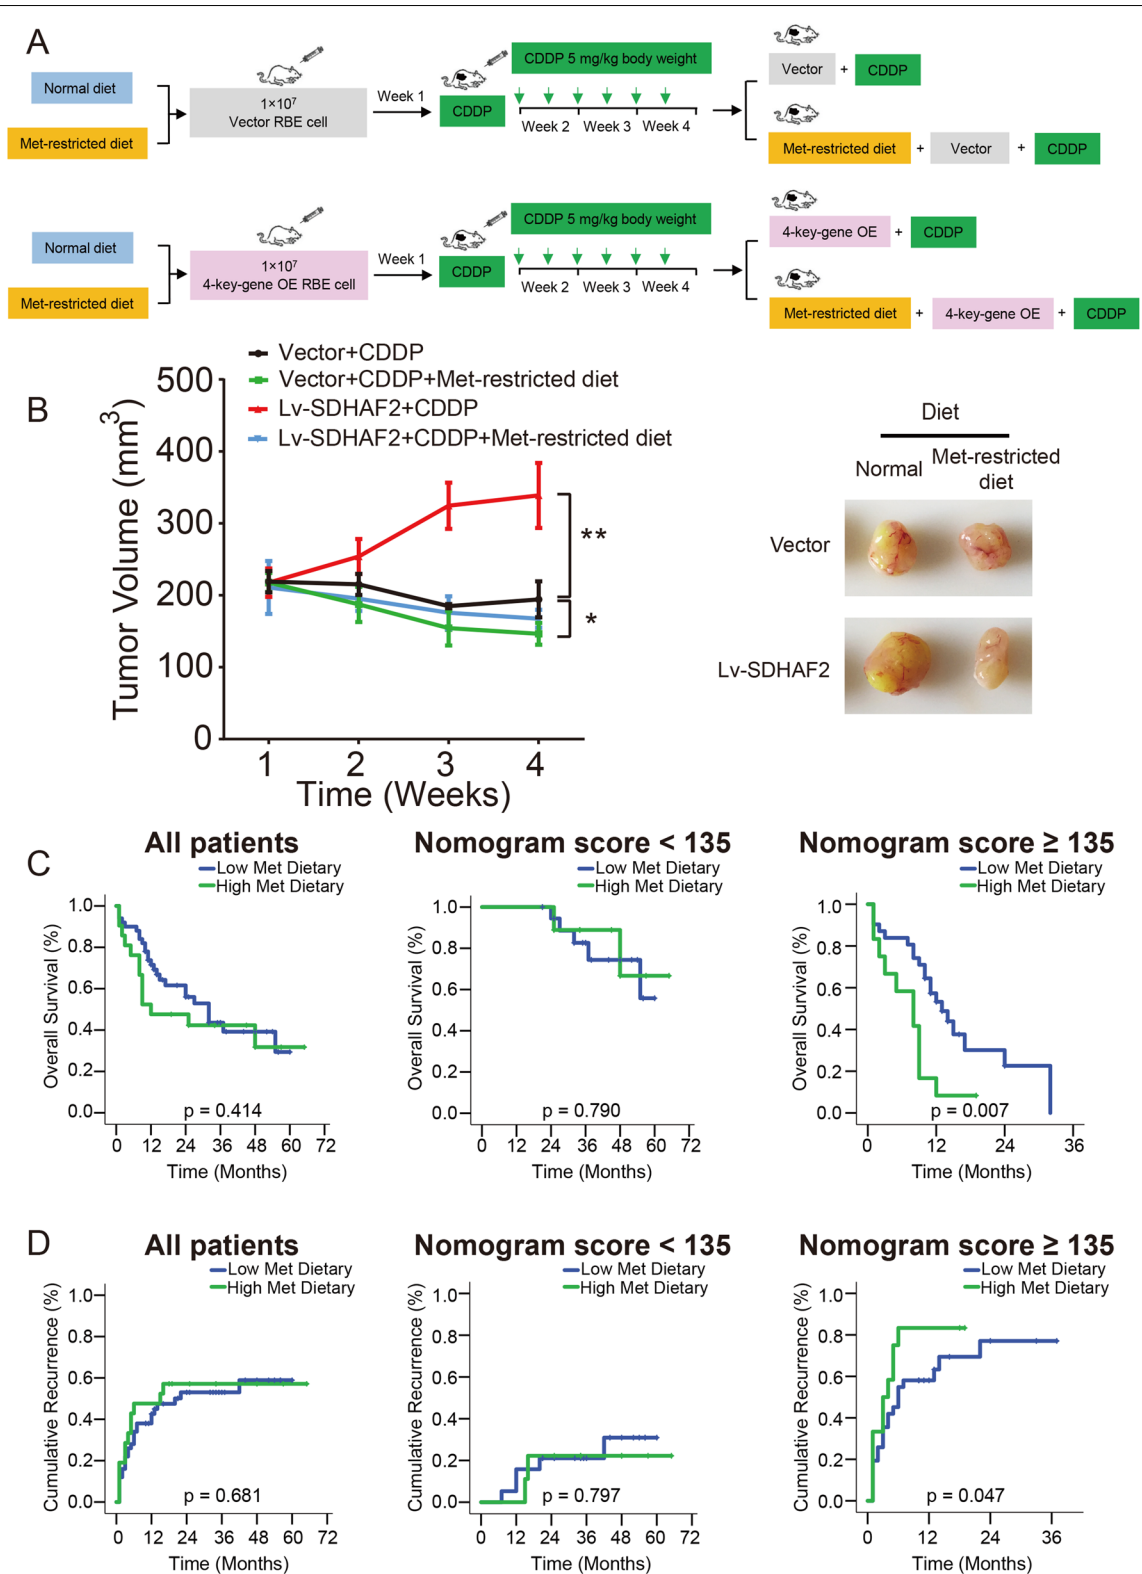 A
Normal diet
Met-restricted diet
1×10⁷
Vector RBE cell
Week 1
CDDP
CDDP 5 mg/kg body weight
Week 2 Week 3 Week 4
Vector + CDDP
Met-restricted diet + Vector + CDDP
Normal diet
Met-restricted diet
1×10⁷
4-key-gene OE RBE cell
Week 1
CDDP
CDDP 5 mg/kg body weight
Week 2 Week 3 Week 4
4-key-gene OE + CDDP
Met-restricted diet + 4-key-gene OE + CDDP
B
Vector+CDDP
Vector+CDDP+Met-restricted diet
Lv-SDHAF2+CDDP
Lv-SDHAF2+CDDP+Met-restricted diet
Tumor Volume (mm³)
500
400
300
200
100
0
**
*
1 2 3 4
Time (Weeks)
Diet
Normal
Met-restricted
diet
Vector
Lv-SDHAF2
C
All patients
Low Met Dietary
High Met Dietary
Overall Survival (%)
1.0
0.8
0.6
0.4
0.2
0.0
p = 0.414
0 12 24 36 48 60 72
Time (Months)
Nomogram score < 135
Low Met Dietary
High Met Dietary
Overall Survival (%)
1.0
0.8
0.6
0.4
0.2
0.0
p = 0.790
0 12 24 36 48 60 72
Time (Months)
Nomogram score ≥ 135
Low Met Dietary
High Met Dietary
Overall Survival (%)
1.0
0.8
0.6
0.4
0.2
0.0
p = 0.007
0 12 24 36
Time (Months)
D
All patients
Low Met Dietary
High Met Dietary
Cumulative Recurrence (%)
1.0
0.8
0.6
0.4
0.2
0.0
p = 0.681
0 12 24 36 48 60 72
Time (Months)
Nomogram score < 135
Low Met Dietary
High Met Dietary
Cumulative Recurrence (%)
1.0
0.8
0.6
0.4
0.2
0.0
p = 0.797
0 12 24 36 48 60 72
Time (Months)
Nomogram score ≥ 135
Low Met Dietary
High Met Dietary
Cumulative Recurrence (%)
1.0
0.8
0.6
0.4
0.2
0.0
p = 0.047
0 12 24 36
Time (Months)